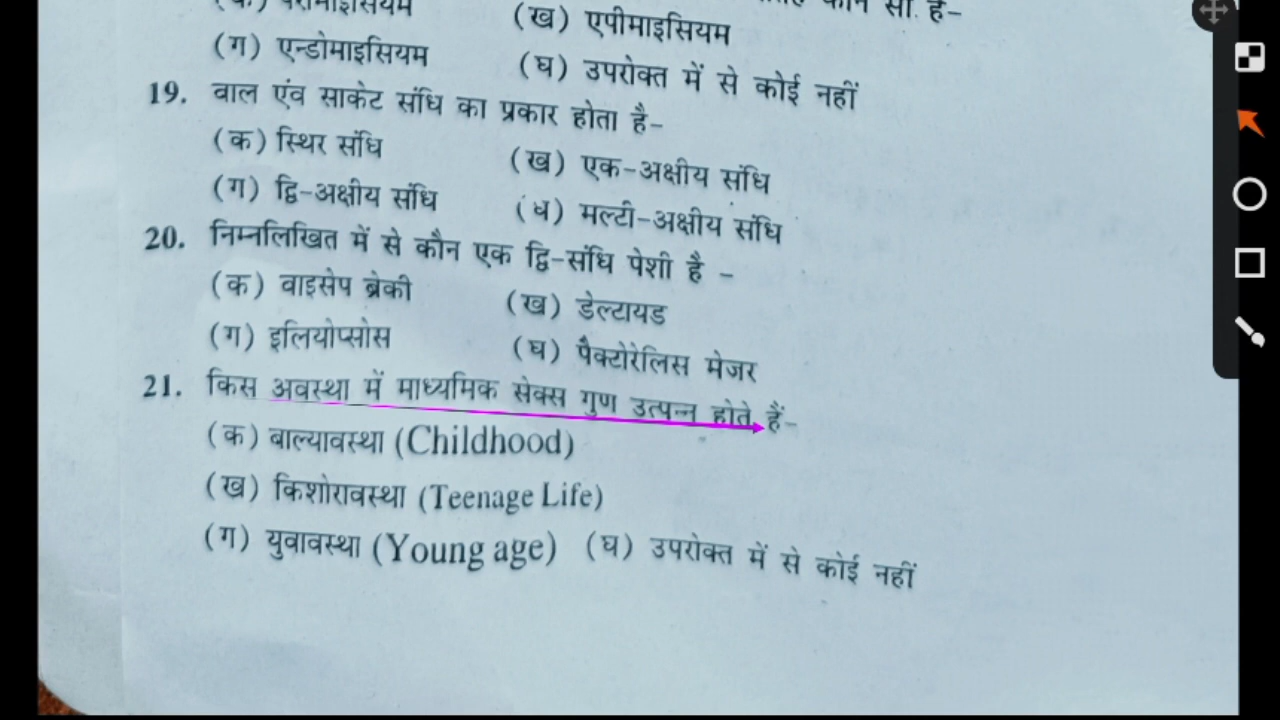 (ख) एपीमाइसियम
(ग) एन्डोमाइसियम (घ) उपरोक्त में से कोई नहीं
19. वाल एंव साकेट संधि का प्रकार होता है-
(क) स्थिर संधि (ख) एक-अक्षीय संधि
(ग) द्वि-अक्षीय संधि (ध) मल्टी-अक्षीय संधि
20. निम्नलिखित में से कौन एक द्वि-संधि पेशी है -
(क) वाइसेप ब्रेकी (ख) डेल्टायड
(ग) इलियोप्सोस (घ) पैक्टोरेलिस मेजर
21. किस अवस्था में माध्यमिक सेक्स गुण उत्पन्न होते हैं-
(क) बाल्यावस्था (Childhood)
(ख) किशोरावस्था (Teenage Life)
(ग) युवावस्था (Young age) (घ) उपरोक्त में से कोई नहीं